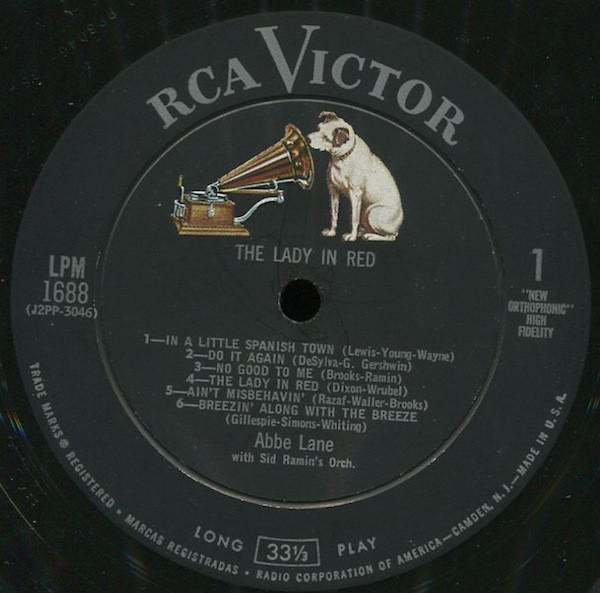 RCA VICTOR
THE LADY IN RED
LPM
1688
(J2PP-3046)
1
"NEW
ORTHOPHONIC"
HIGH
FIDELITY
1—IN A LITTLE SPANISH TOWN (Lewis-Young-Wayne)
2—DO IT AGAIN (DeSylva-G. Gershwin)
3—NO GOOD TO ME (Brooks-Ramin)
4—THE LADY IN RED (Dixon-Wrubel)
5—AIN'T MISBEHAVIN' (Razaf-Waller-Brooks)
6—BREEZIN' ALONG WITH THE BREEZE
(Gillespie-Simons-Whiting)
Abbe Lane
with Sid Ramin's Orch.
LONG 33⅓ PLAY
TRADE MARKS ® REGISTERED • MARCAS REGISTRADAS • RADIO CORPORATION OF AMERICA—CAMDEN, N. J.—MADE IN U.S.A.